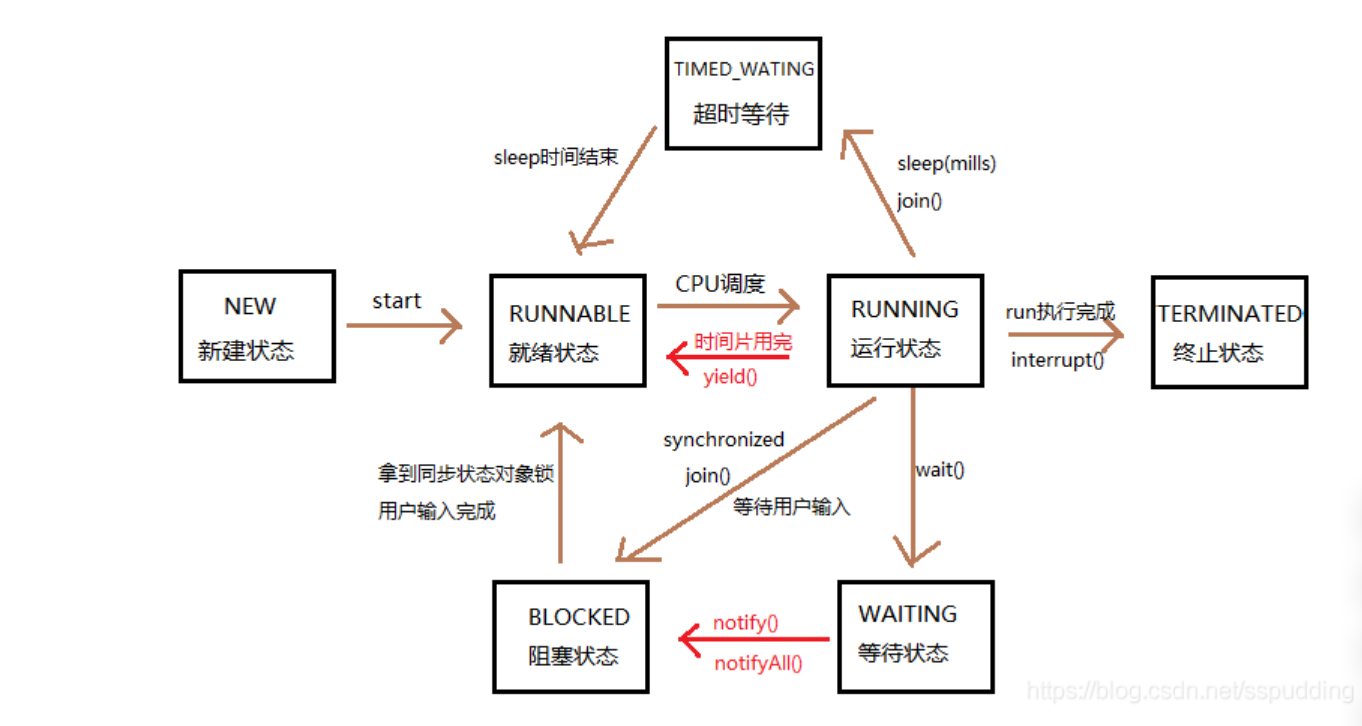 TIMED_WATING
超时等待
sleep时间结束
sleep(mills)
join()
NEW
新建状态
start
RUNNABLE
就绪状态
CPU调度
时间片用完
yield()
RUNNING
运行状态
run执行完成
interrupt()
TERMINATED
终止状态
拿到同步状态对象锁
用户输入完成
synchronized
join()
等待用户输入
wait()
BLOCKED
阻塞状态
notify()
notifyAll()
WAITING
等待状态
https://blog.csdn.net/sspudding